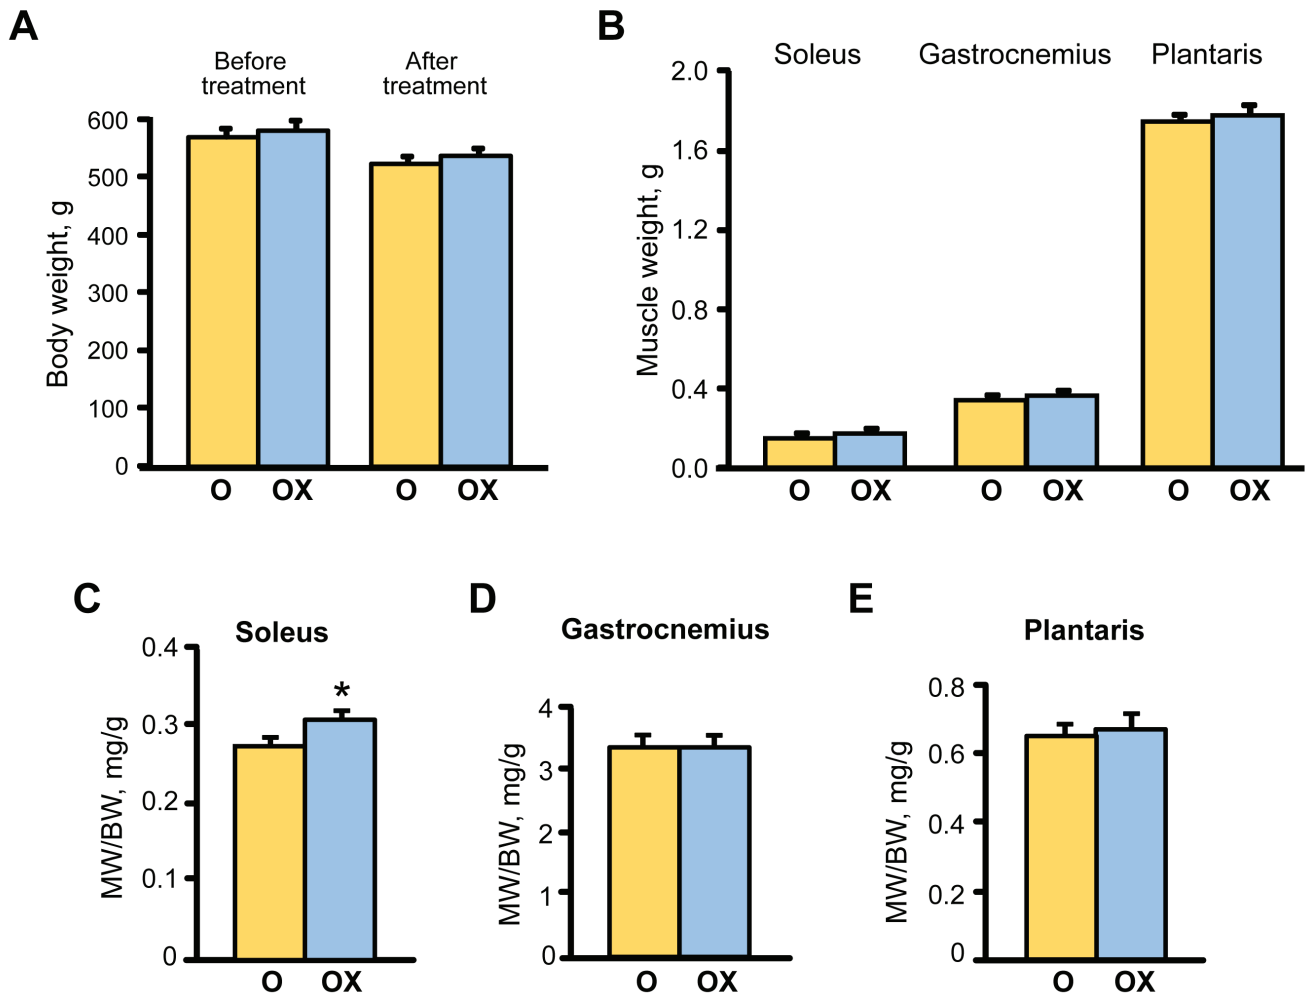 A
Before
treatment
After
treatment
600
500
400
300
200
100
0
Body weight, g
O OX O OX
B
Soleus Gastrocnemius Plantaris
2.0
1.6
1.2
0.8
0.4
0.0
Muscle weight, g
O OX O OX O OX
C
Soleus
0.4
0.3
0.2
0.1
0
MW/BW, mg/g
*
O OX
D
Gastrocnemius
4
3
2
1
0
MW/BW, mg/g
O OX
E
Plantaris
0.8
0.6
0.4
0.2
0
MW/BW, mg/g
O OX